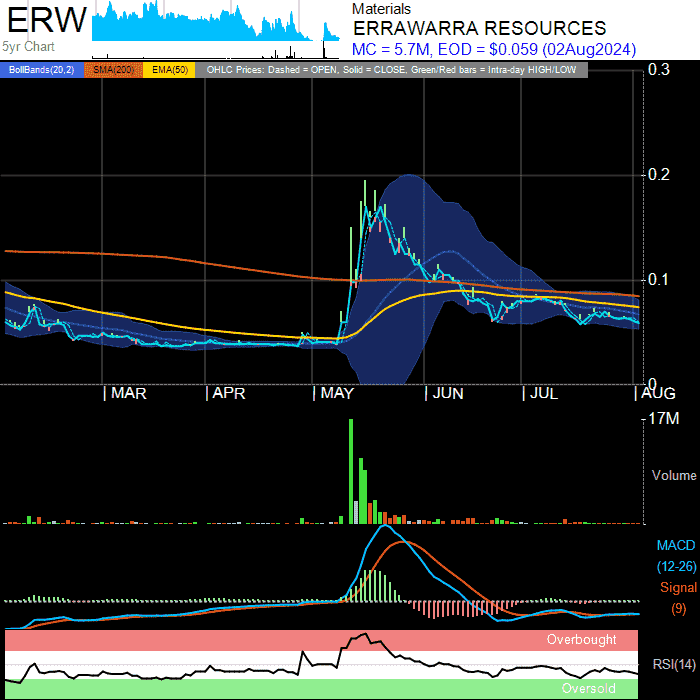 ERW
5yr Chart
Materials
ERRAWARRA RESOURCES
MC = 5.7M, EOD = $0.059 (02Aug2024)
BollBands(20,2) SMA(200) EMA(50) OHLC Prices: Dashed = OPEN, Solid = CLOSE, Green/Red bars = Intra-day HIGH/LOW
0.3
0.2
0.1
0
MAR APR MAY JUN JUL AUG
17M
Volume
MACD
(12-26)
Signal
(9)
Overbought
RSI(14)
Oversold